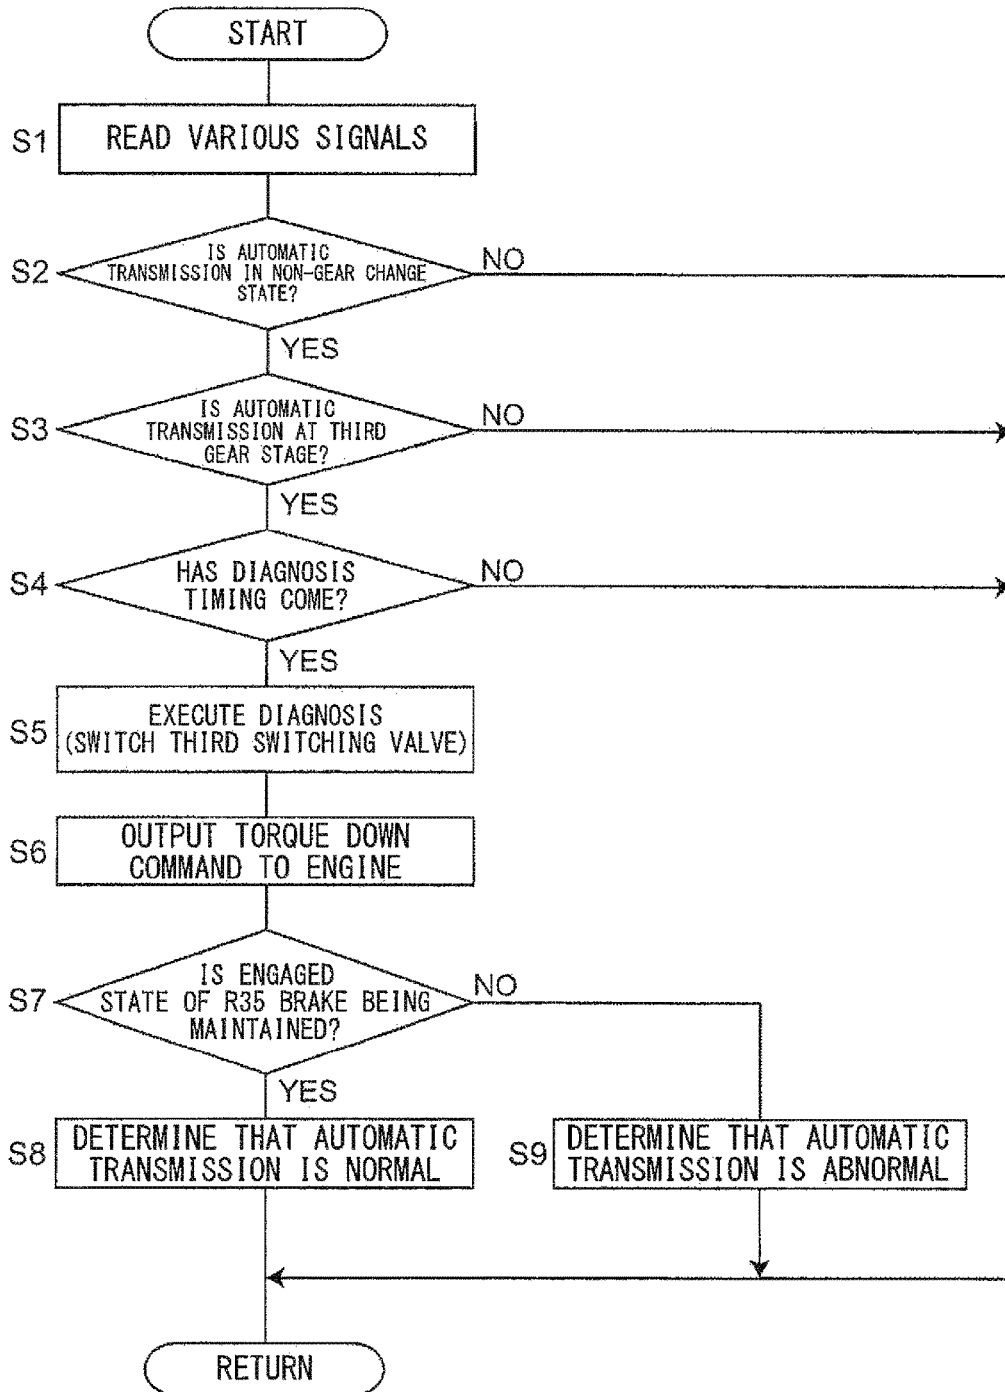 START
S1
READ VARIOUS SIGNALS
S2
IS AUTOMATIC
TRANSMISSION IN NON-GEAR CHANGE
STATE?
NO
YES
S3
IS AUTOMATIC
TRANSMISSION AT THIRD
GEAR STAGE?
NO
YES
S4
HAS DIAGNOSIS
TIMING COME?
NO
YES
S5
EXECUTE DIAGNOSIS
(SWITCH THIRD SWITCHING VALVE)
S6
OUTPUT TORQUE DOWN
COMMAND TO ENGINE
S7
IS ENGAGED
STATE OF R35 BRAKE BEING
MAINTAINED?
NO
YES
S8
DETERMINE THAT AUTOMATIC
TRANSMISSION IS NORMAL
S9
DETERMINE THAT AUTOMATIC
TRANSMISSION IS ABNORMAL
RETURN